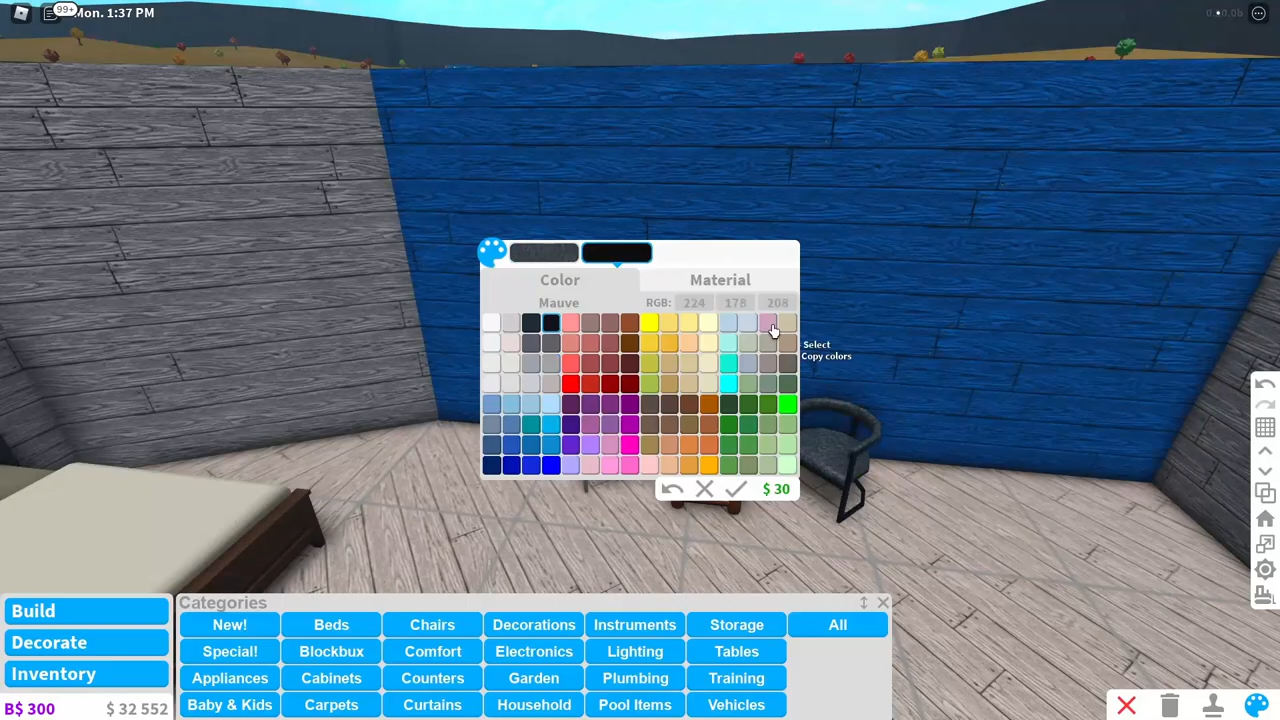 99+
Mon. 1:37 PM
Color
Material
Mauve
RGB: 224 178 208
Select
Copy colors
$ 30
Build
Decorate
Inventory
B$ 300
$ 32 552
Categories
New!
Beds
Chairs
Decorations
Instruments
Storage
All
Special!
Blockbux
Comfort
Electronics
Lighting
Tables
Appliances
Cabinets
Counters
Garden
Plumbing
Training
Baby & Kids
Carpets
Curtains
Household
Pool Items
Vehicles